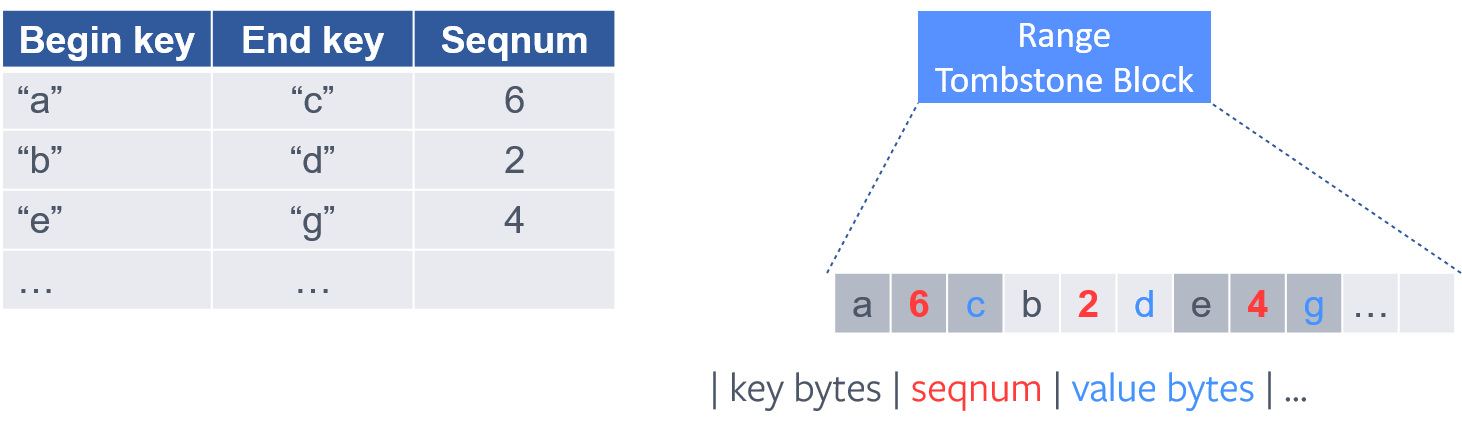 Begin key End key Seqnum
“a” “c” 6
“b” “d” 2
“e” “g” 4
… …
Range
Tombstone Block
a 6 c b 2 d e 4 g …
| key bytes | seqnum | value bytes | ...